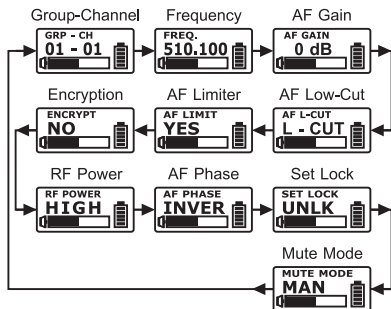 Group-Channel Frequency AF Gain
GRP - CH FREQ. AF GAIN
01 - 01 510.100 0 dB
Encryption AF Limiter AF Low-Cut
ENCRYPT AF LIMIT AF L-CUT
NO YES L - CUT
RF Power AF Phase Set Lock
RF POWER AF PHASE SET LOCK
HIGH INVER UNLK
Mute Mode
MUTE MODE
MAN